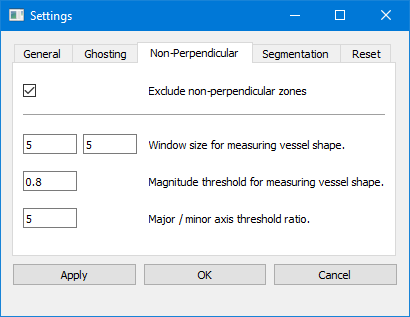 Settings
General Ghosting Non-Perpendicular Segmentation Reset
Exclude non-perpendicular zones
5 5 Window size for measuring vessel shape.
0.8 Magnitude threshold for measuring vessel shape.
5 Major / minor axis threshold ratio.
Apply OK Cancel